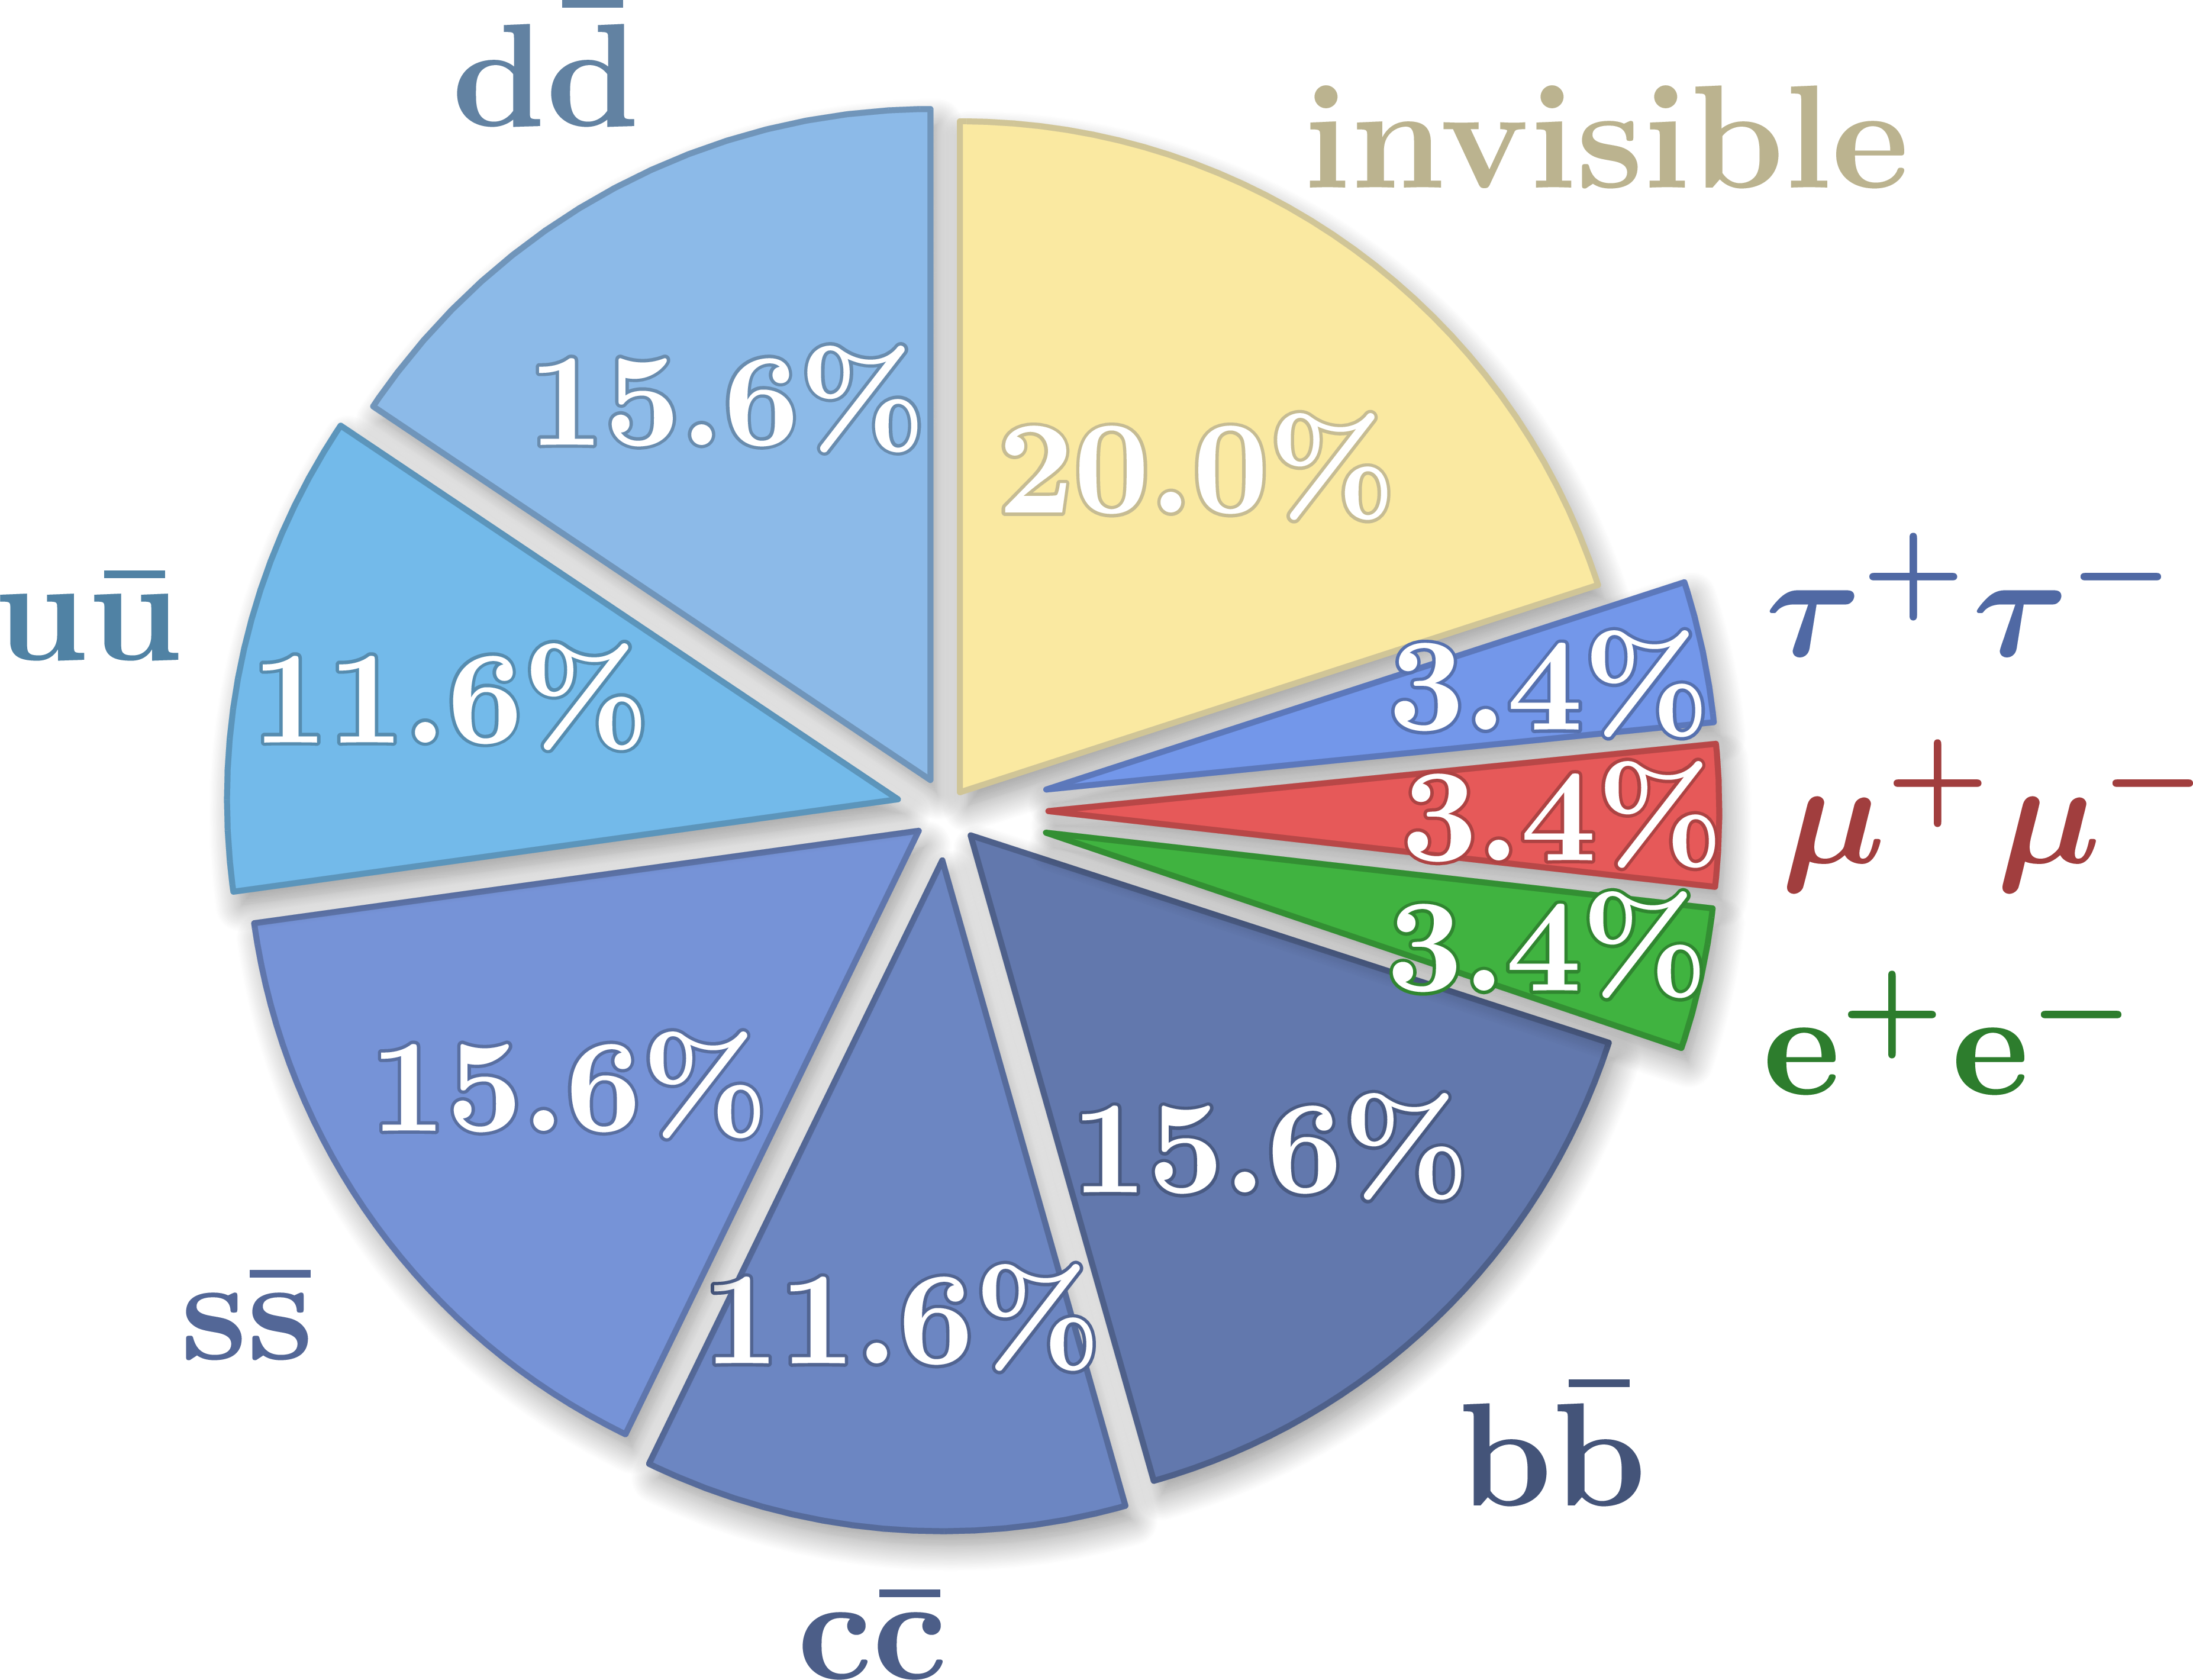 dd̅
invisible
15.6%
20.0%
τ⁺τ⁻
uu̅
11.6%
3.4%
μ⁺μ⁻
3.4%
3.4%
e⁺e⁻
15.6%
15.6%
ss̅
11.6%
bb̅
cc̅